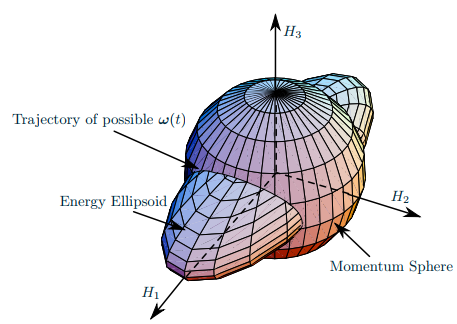 H₃
Trajectory of possible ω(t)
Energy Ellipsoid
H₂
Momentum Sphere
H₁